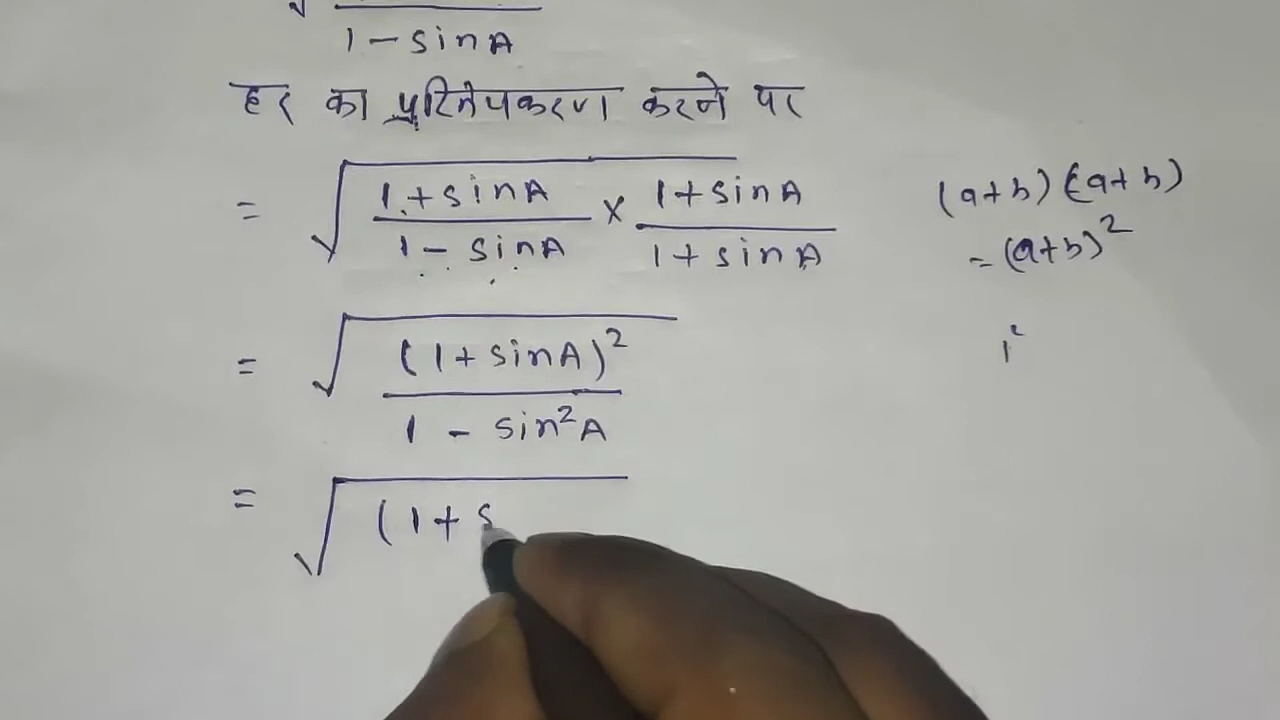 1 - sinA
हर का परिमेयकरण करने पर
= √ 1 + sinA / 1 - sinA × 1 + sinA / 1 + sinA
(a+b) (a+b)
= (a+b)²
= √ (1 + sinA)² / 1 - sin²A
1²
= √ (1 + s